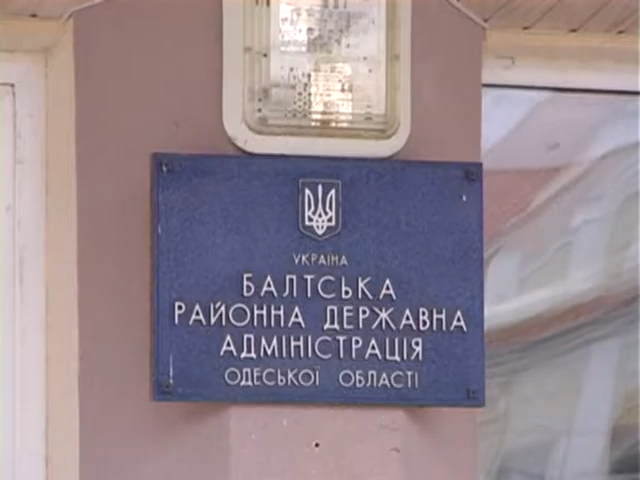 УКРАЇНА
БАЛТСЬКА
РАЙОННА ДЕРЖАВНА
АДМІНІСТРАЦІЯ
ОДЕСЬКОЇ ОБЛАСТІ